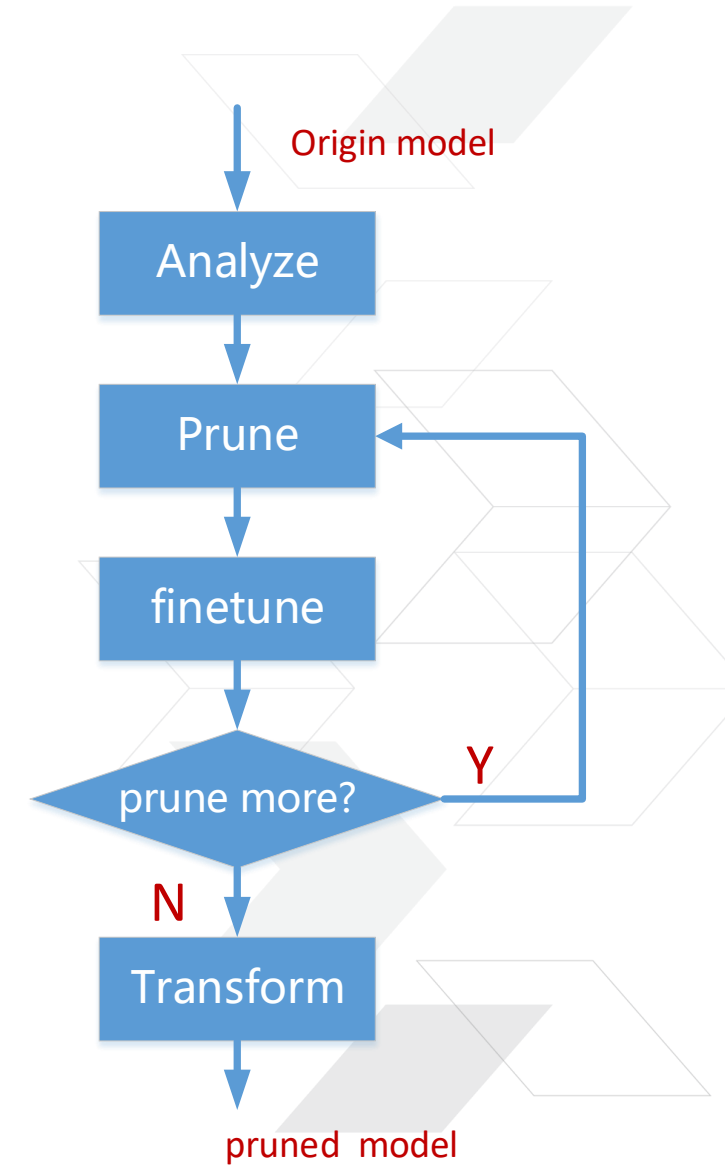 Origin model
Analyze
Prune
finetune
prune more?
Y
N
Transform
pruned model